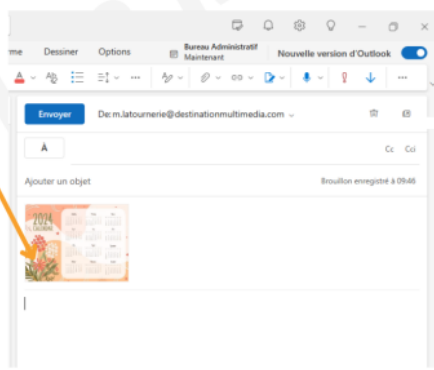 me Dessiner Options Bureau Administratif Maintenant Nouvelle version d'Outlook
Envoyer De: m.latournerie@destinationmultimedia.com
À Cc Cci
Ajouter un objet Brouillon enregistré à 09:46
2024